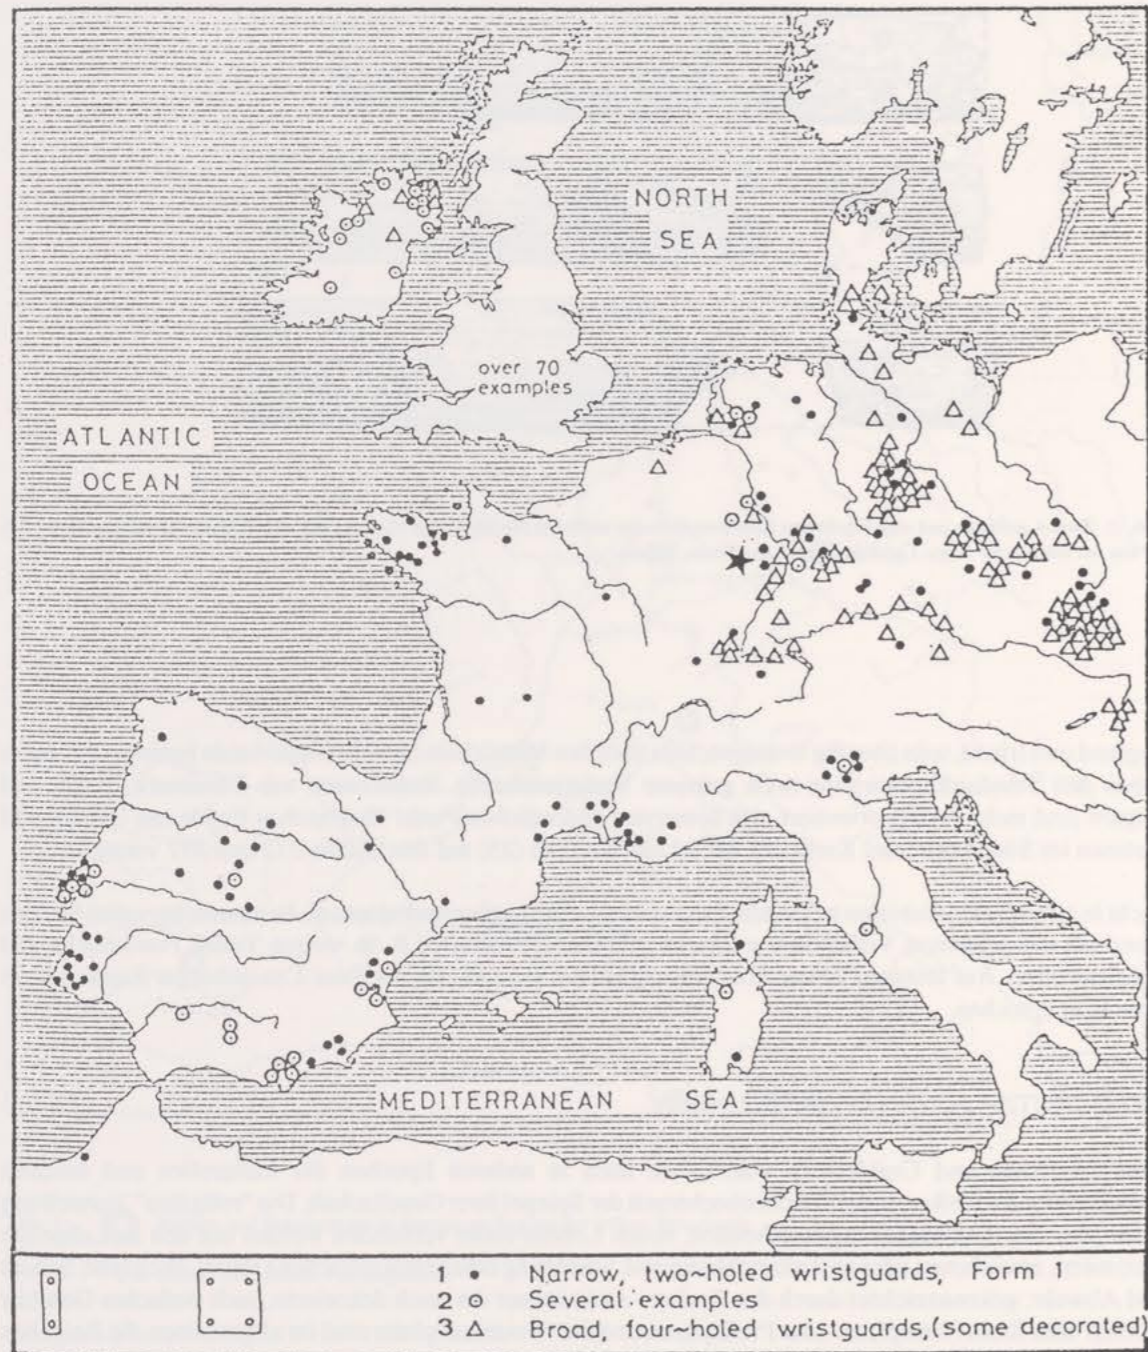 NORTH
SEA
over 70
examples
ATLANTIC
OCEAN
MEDITERRANEAN SEA
1 • Narrow, two~holed wristguards, Form 1
2 ⊙ Several examples
3 △ Broad, four~holed wristguards, (some decorated)